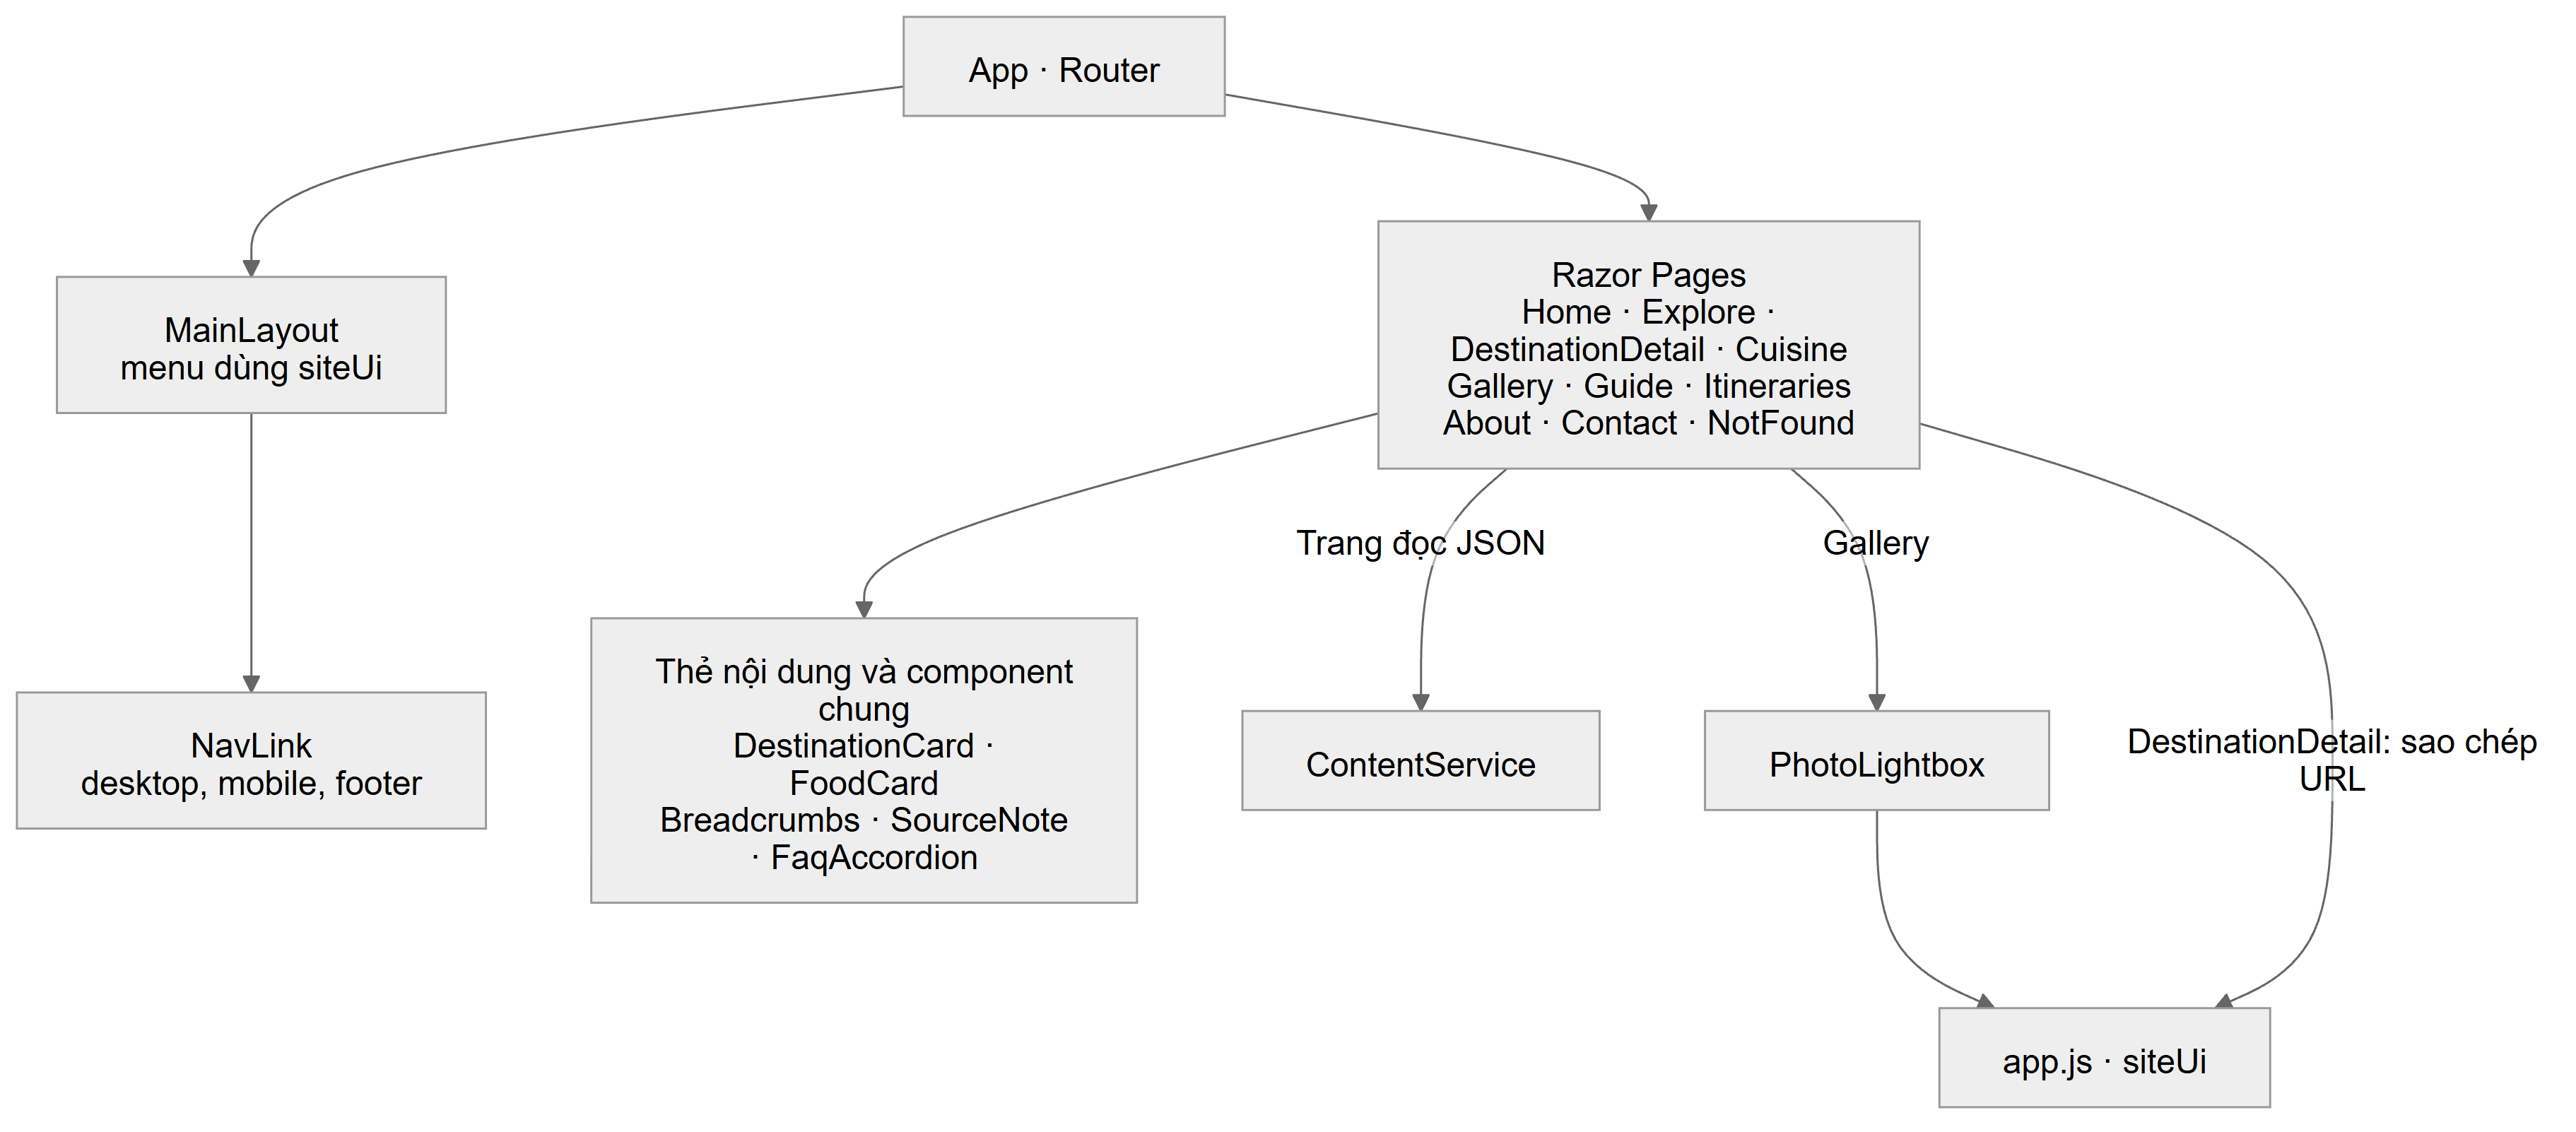 App · Router
MainLayout
menu dùng siteUi
Razor Pages
Home · Explore ·
DestinationDetail · Cuisine
Gallery · Guide · Itineraries
About · Contact · NotFound
Trang đọc JSON
Gallery
NavLink
desktop, mobile, footer
Thẻ nội dung và component
chung
DestinationCard ·
FoodCard
Breadcrumbs · SourceNote
· FaqAccordion
ContentService
PhotoLightbox
DestinationDetail: sao chép
URL
app.js · siteUi